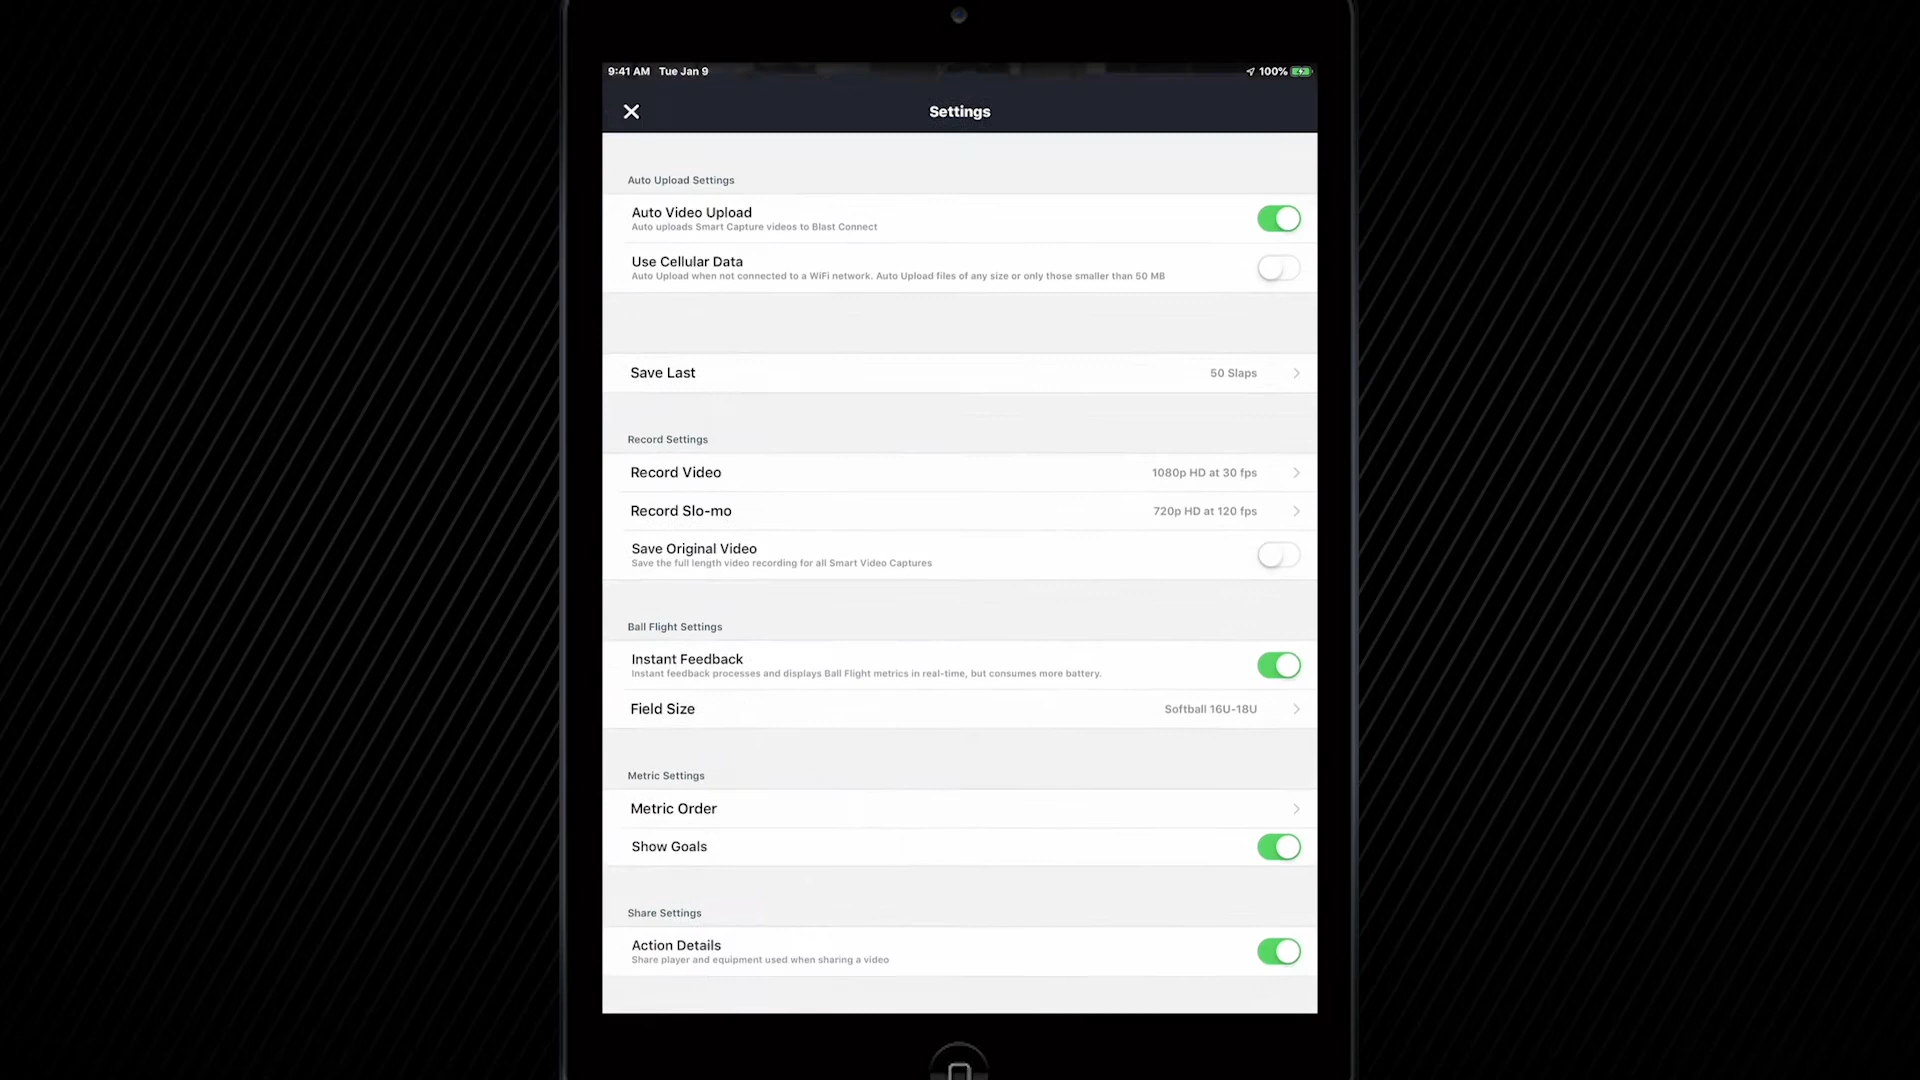 9:41 AM Tue Jan 9
100%
Settings
Auto Upload Settings
Auto Video Upload
Auto uploads Smart Capture videos to Blast Connect
Use Cellular Data
Auto Upload when not connected to a WiFi network. Auto Upload files of any size or only those smaller than 50 MB
Save Last
50 Slaps
Record Settings
Record Video
1080p HD at 30 fps
Record Slo-mo
720p HD at 120 fps
Save Original Video
Save the full length video recording for all Smart Video Captures
Ball Flight Settings
Instant Feedback
Instant feedback processes and displays Ball Flight metrics in real-time, but consumes more battery.
Field Size
Softball 16U-18U
Metric Settings
Metric Order
Show Goals
Share Settings
Action Details
Share player and equipment used when sharing a video